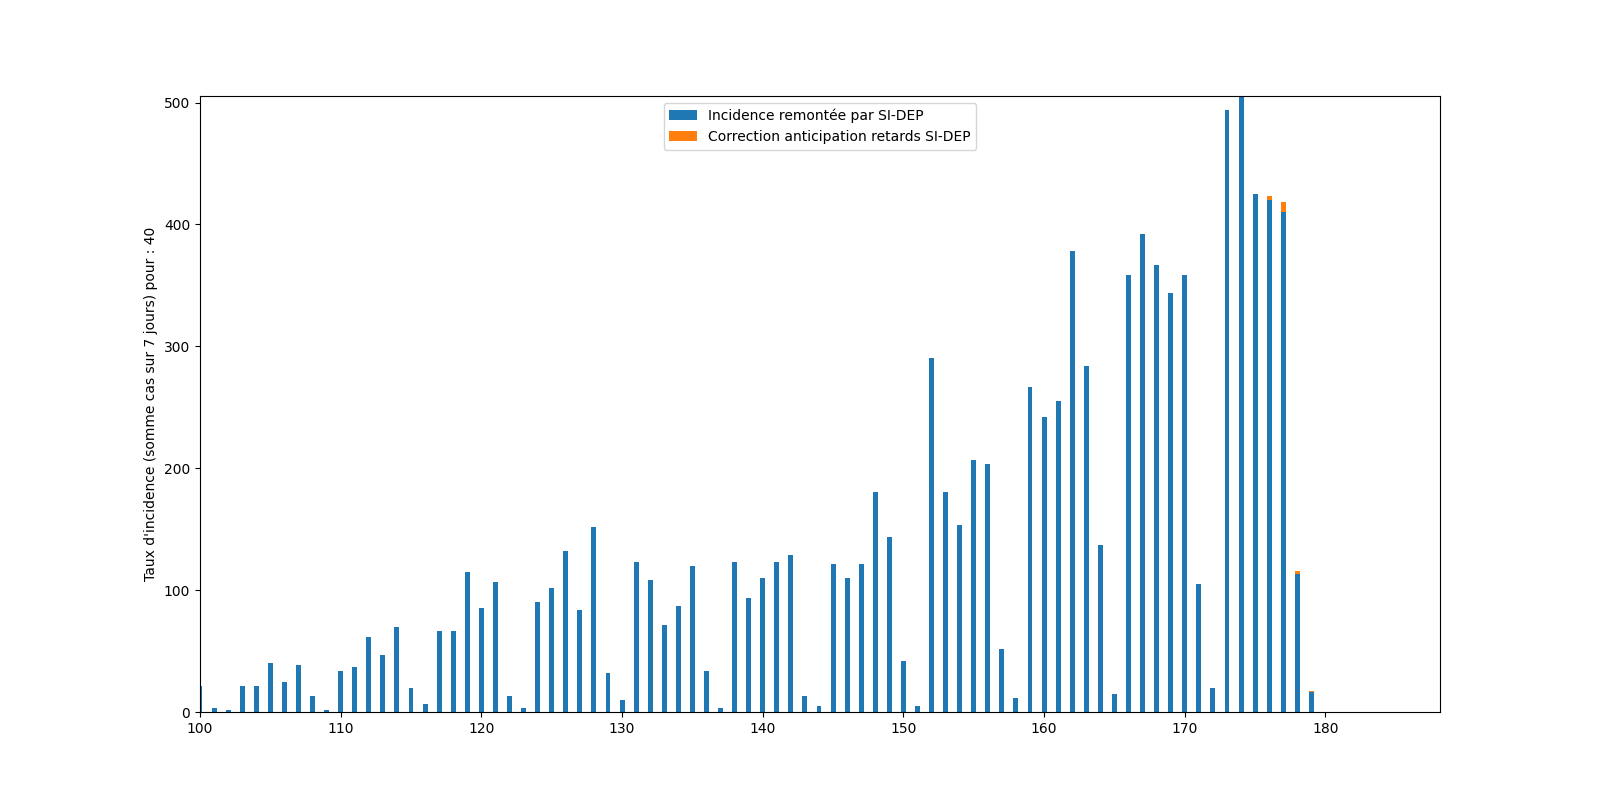 Incidence remontée par SI-DEP
Correction anticipation retards SI-DEP
Taux d'incidence (somme cas sur 7 jours) pour : 40
500
400
300
200
100
0
100 110 120 130 140 150 160 170 180